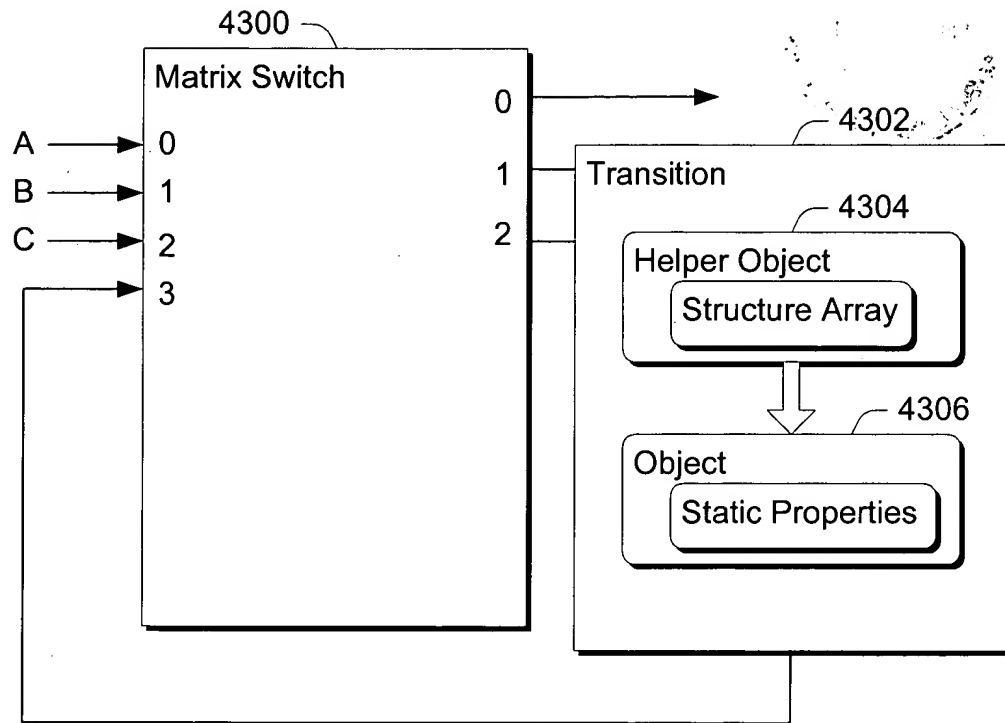 4300
Matrix Switch
0
4302
A
0
1
Transition
B
1
4304
C
2
2
Helper Object
3
Structure Array
4306
Object
Static Properties